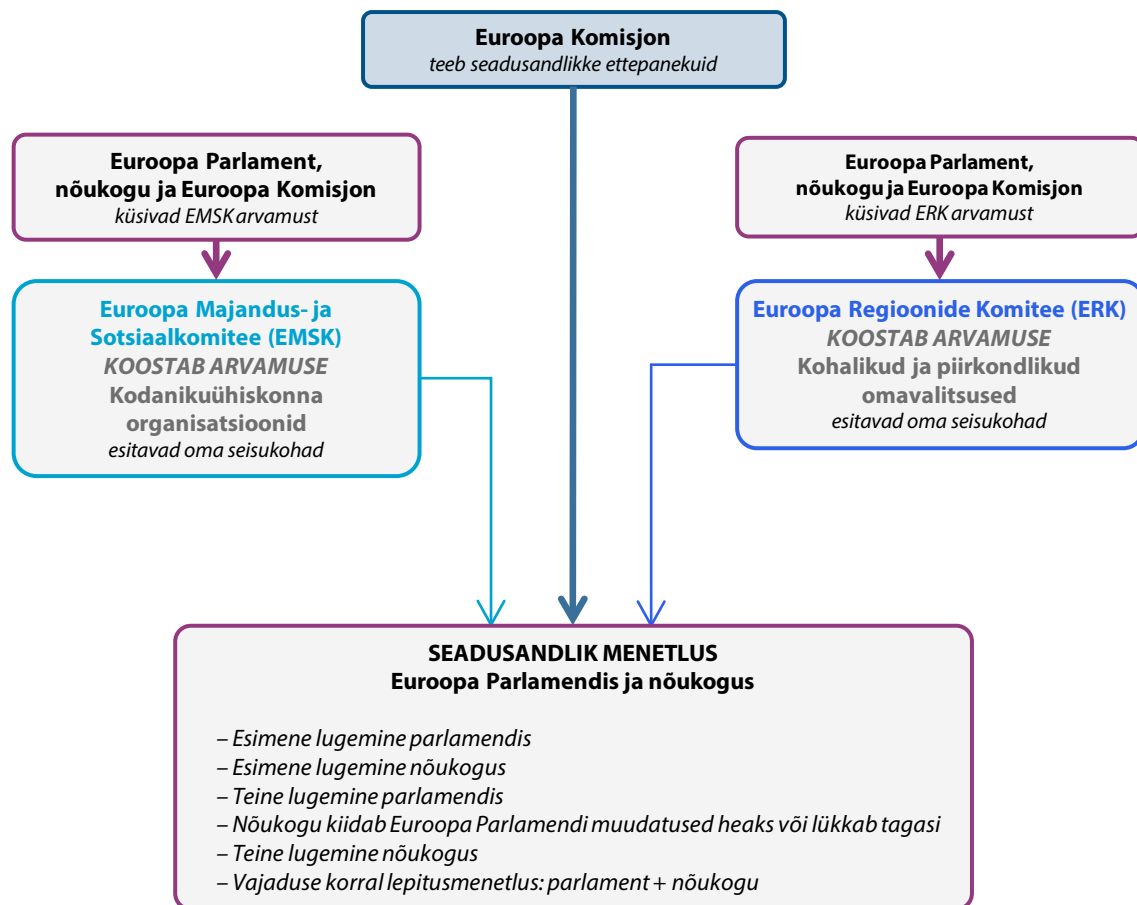 Euroopa Komisjon
teeb seadusandlikke ettepanekuid
Euroopa Parlament,
nõukogu ja Euroopa Komisjon
küsivad EMSK arvamust
Euroopa Parlament,
nõukogu ja Euroopa Komisjon
küsivad ERK arvamust
Euroopa Majandus- ja
Sotsiaalkomitee (EMSK)
KOOSTAB ARVAMUSE
Kodanikuühiskonna
organisatsioonid
esitavad oma seisukohad
Euroopa Regioonide Komitee (ERK)
KOOSTAB ARVAMUSE
Kohalikud ja piirkondlikud
omavalitsused
esitavad oma seisukohad
SEADUSANDLIK MENETLUS
Euroopa Parlamendis ja nõukogus
– Esimene lugemine parlamendis
– Esimene lugemine nõukogus
– Teine lugemine parlamendis
– Nõukogu kiidab Euroopa Parlamendi muudatused heaks või lükkab tagasi
– Teine lugemine nõukogus
– Vajaduse korral lepitusmenetlus: parlament + nõukogu